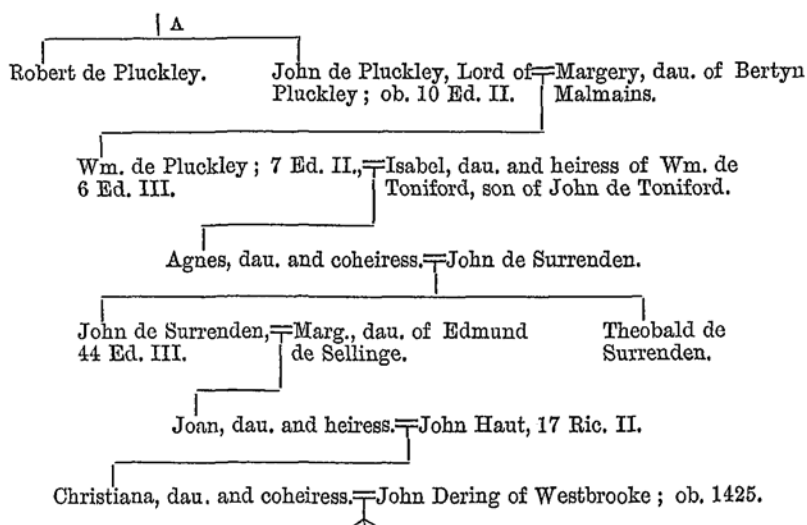 A
Robert de Pluckley.
John de Pluckley, Lord of
Pluckley; ob. 10 Ed. II.
Margery, dau. of Bertyn
Malmains.
Wm. de Pluckley; 7 Ed. II.,
6 Ed. III.
Isabel, dau. and heiress of Wm. de
Toniford, son of John de Toniford.
Agnes, dau. and coheiress.
John de Surrenden.
John de Surrenden,
44 Ed. III.
Marg., dau. of Edmund
de Sellinge.
Theobald de
Surrenden.
Joan, dau. and heiress.
John Haut, 17 Ric. II.
Christiana, dau. and coheiress.
John Dering of Westbrooke; ob. 1425.